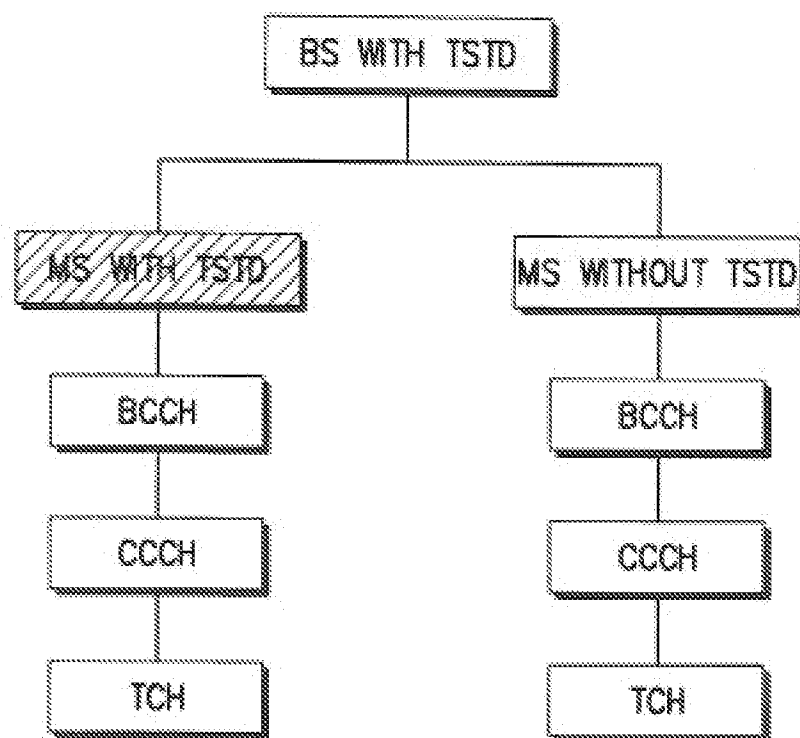 BS WITH TSTD
MS WITH TSTD
MS WITHOUT TSTD
BCCH
BCCH
CCCH
CCCH
TCH
TCH